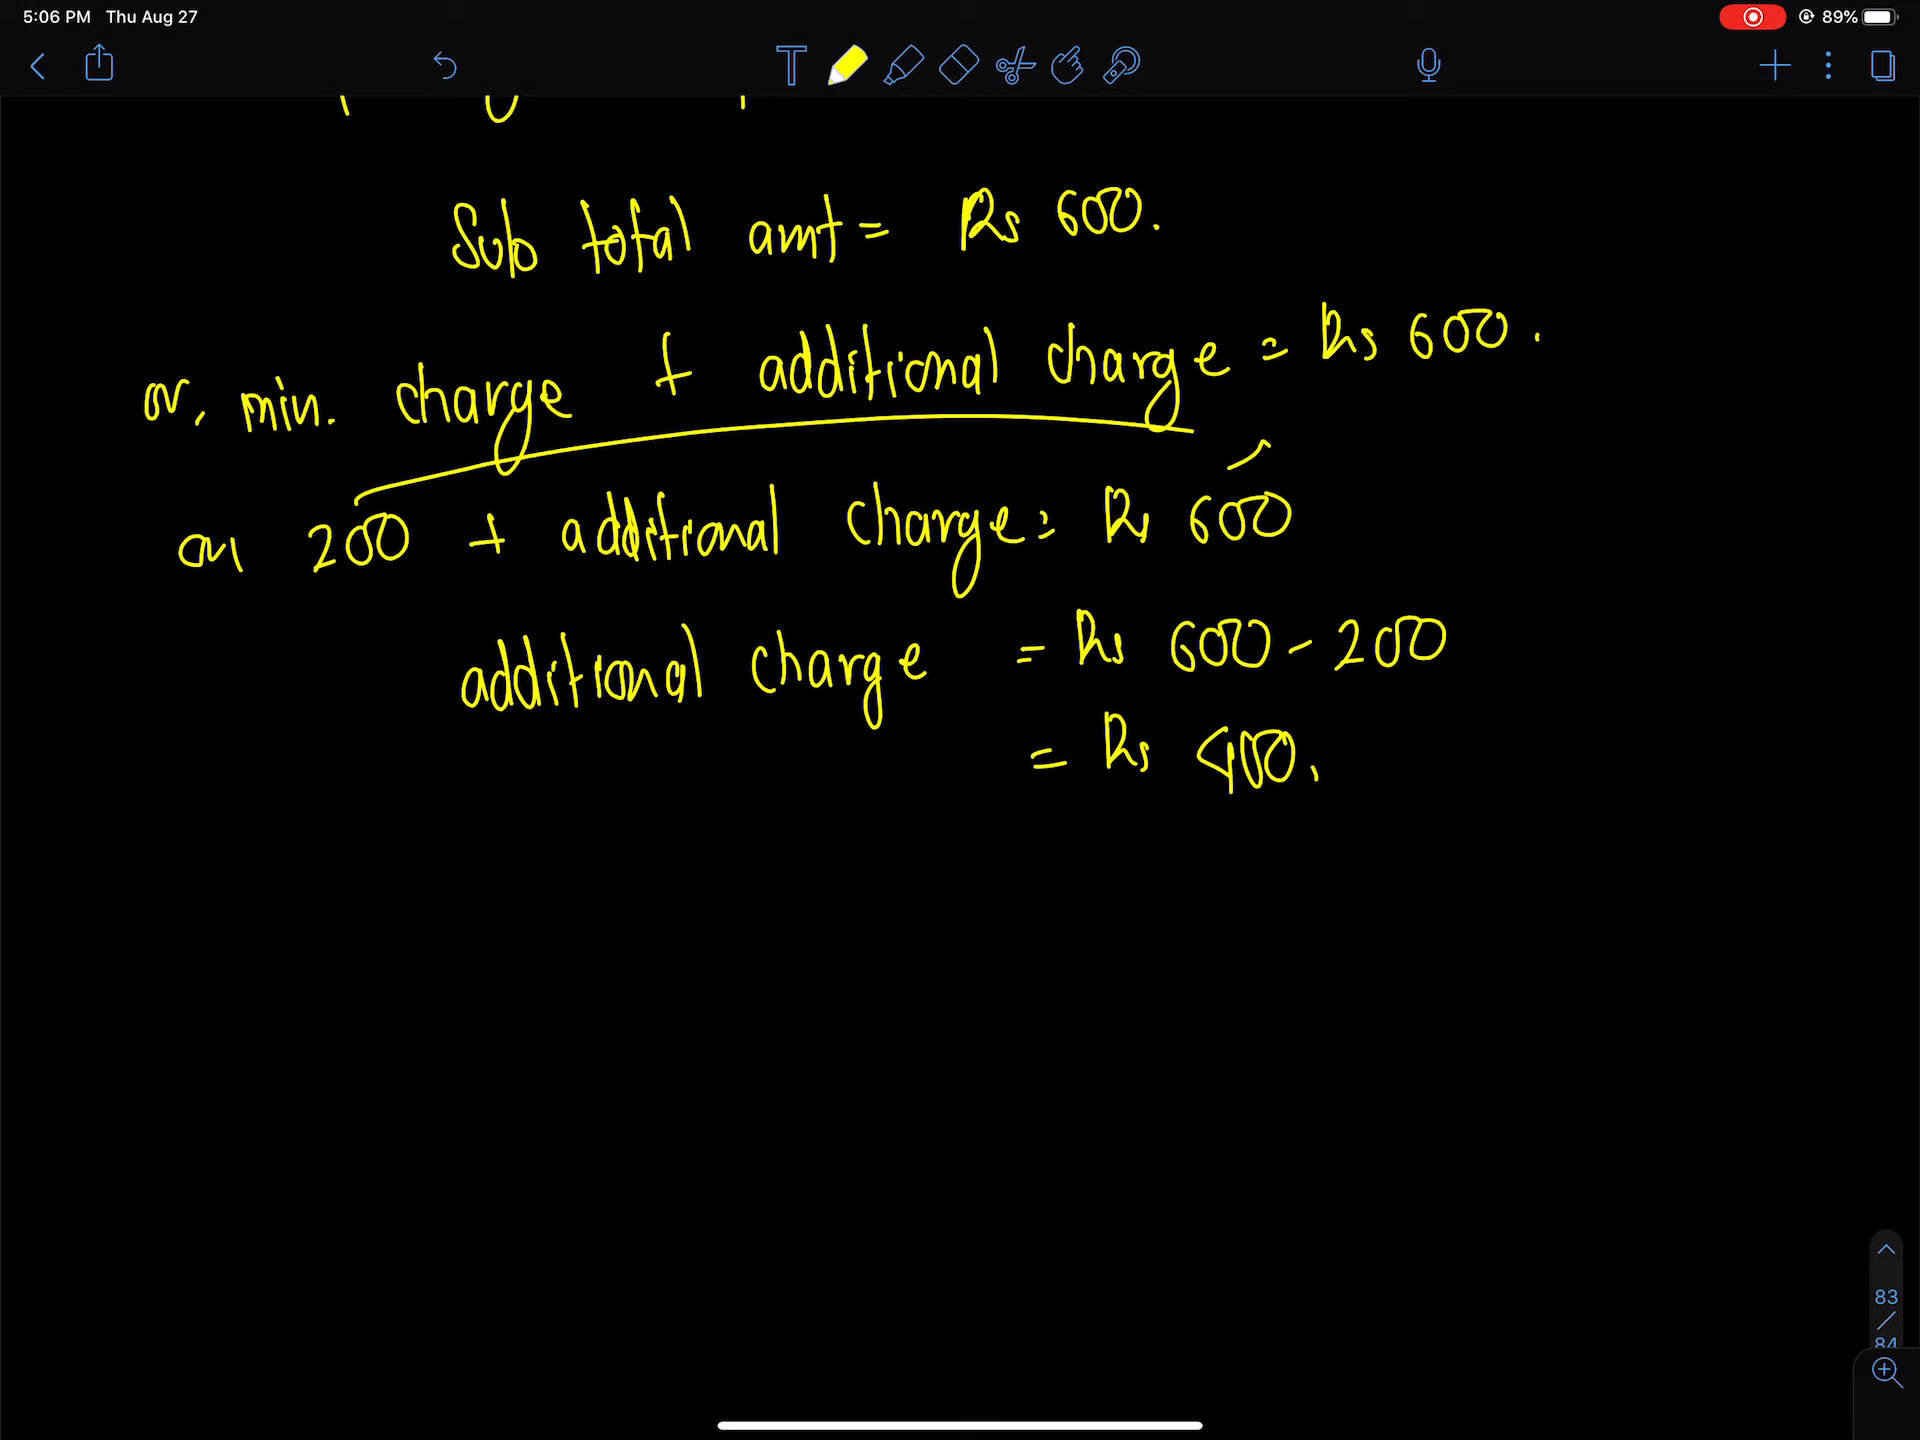 5:06 PM Thu Aug 27 89%
T
Sub total amt = Rs 600.
or, min. charge + additional charge = Rs 600.
or 200 + additional charge = Rs 600
additional charge = Rs 600 - 200
= Rs 400.
83
/
84